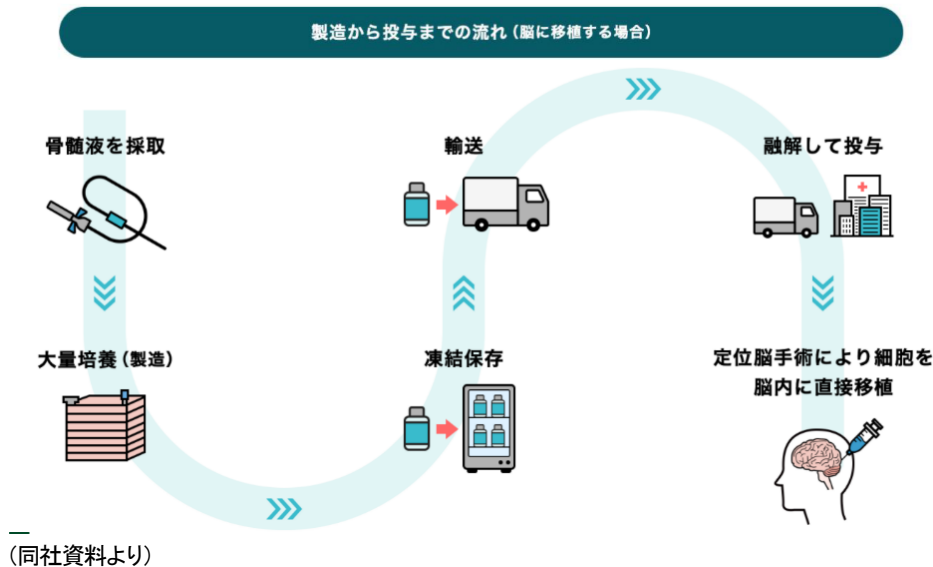 製造から投与までの流れ（脳に移植する場合）
骨髄液を採取
大量培養（製造）
凍結保存
輸送
融解して投与
定位脳手術により細胞を
脳内に直接移植
（同社資料より）